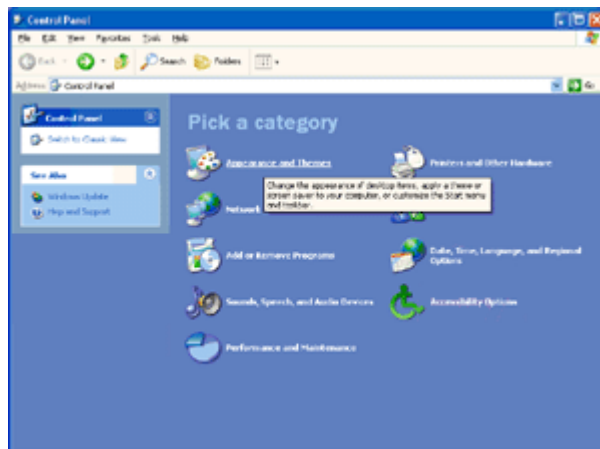 Control Panel
File Edit View Favorites Tools Help
Back Search Folders
Address Control Panel Go
Control Panel
Switch to Classic View
See Also
Windows Update
Help and Support
Pick a category
Appearance and Themes
Printers and Other Hardware
Change the appearance of desktop items, apply a theme or
screen saver to your computer, or customize the Start menu
and taskbar.
Network
Add or Remove Programs
Date, Time, Language, and Regional
Options
Sounds, Speech, and Audio Devices
Accessibility Options
Performance and Maintenance